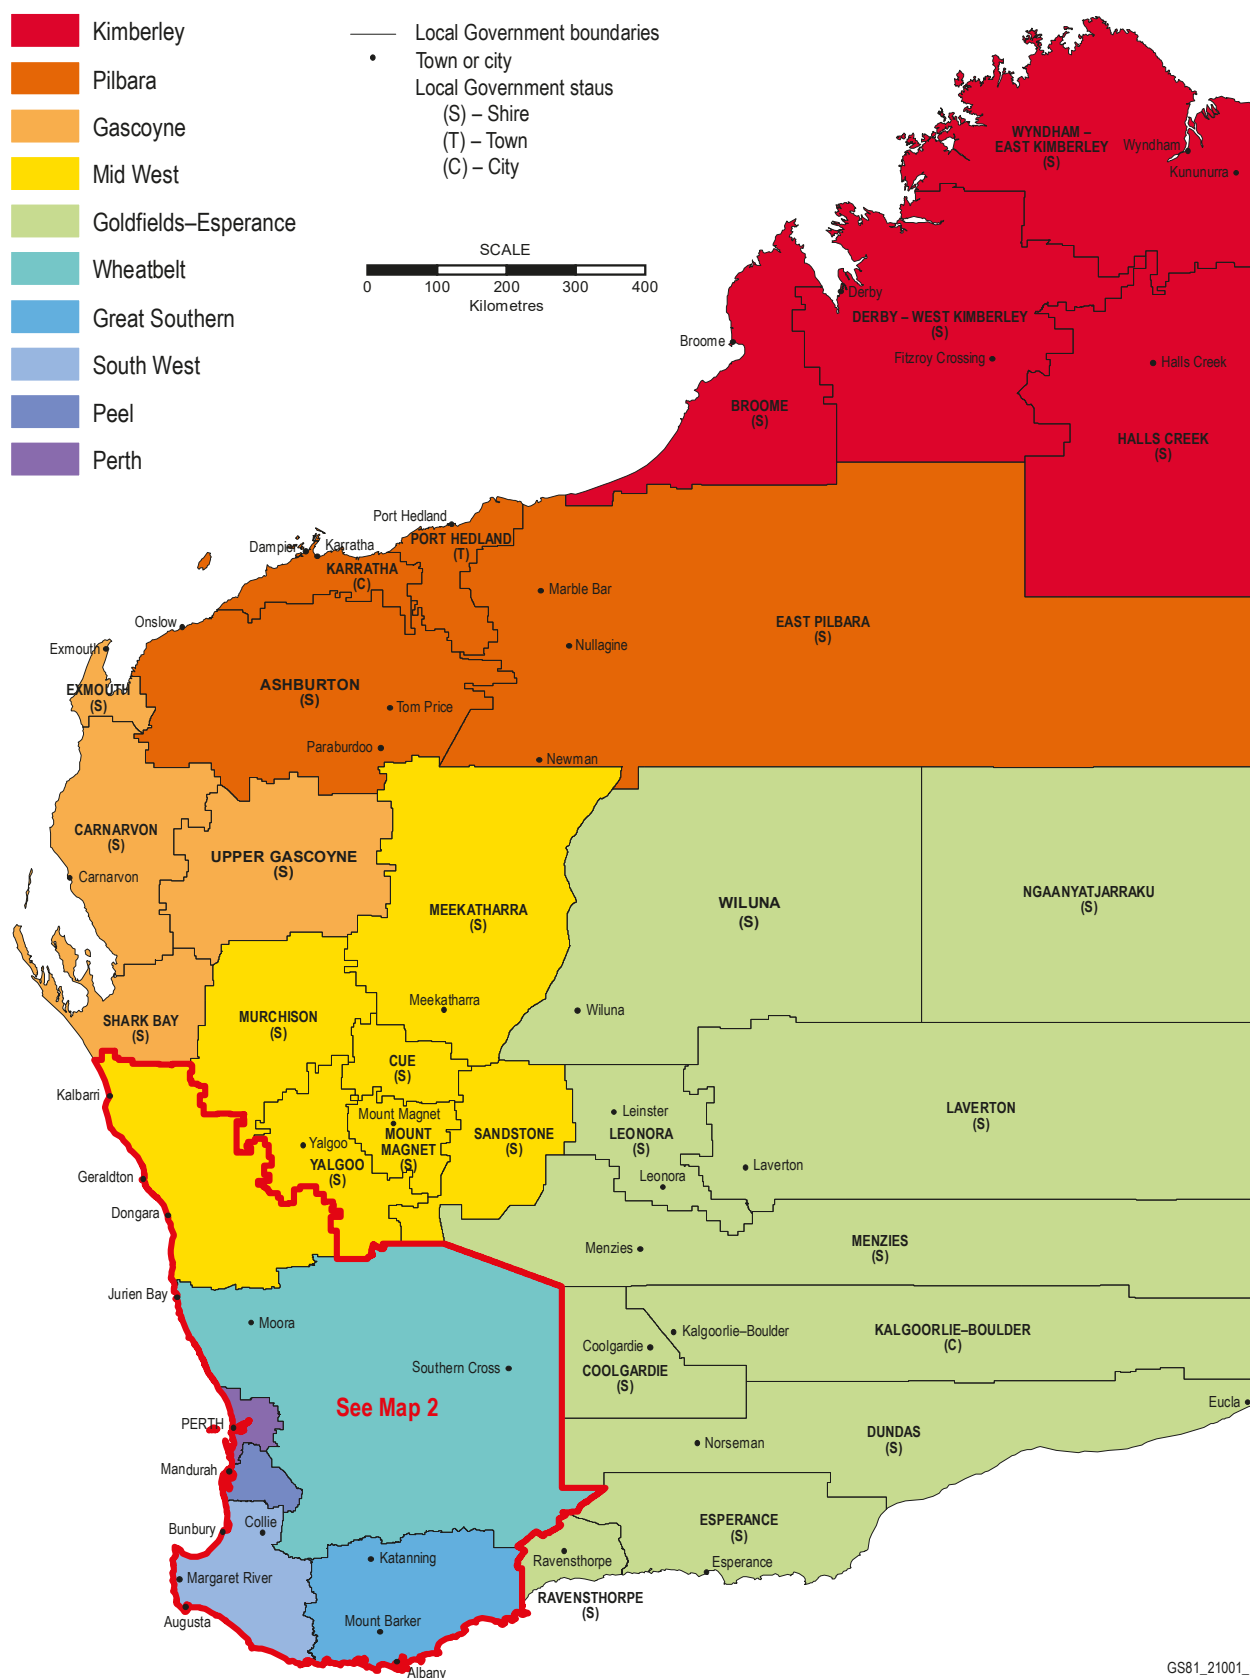 Kimberley
Pilbara
Gascoyne
Mid West
Goldfields–Esperance
Wheatbelt
Great Southern
South West
Peel
Perth
Local Government boundaries
Town or city
Local Government staus
(S) – Shire
(T) – Town
(C) – City
SCALE
0 100 200 300 400
Kilometres
WYNDHAM –
EAST KIMBERLEY
(S)
Wyndham
Kununurra
Derby
DERBY – WEST KIMBERLEY
(S)
Broome
Fitzroy Crossing
Halls Creek
BROOME
(S)
HALLS CREEK
(S)
Port Hedland
PORT HEDLAND
(T)
Dampier
Karratha
KARRATHA
(C)
Marble Bar
Onslow
EAST PILBARA
(S)
Nullagine
Exmouth
EXMOUTH
(S)
ASHBURTON
(S)
Tom Price
Paraburdoo
Newman
CARNARVON
(S)
Carnarvon
UPPER GASCOYNE
(S)
MEEKATHARRA
(S)
WILUNA
(S)
NGAANYATJARRAKU
(S)
Meekatharra
Wiluna
SHARK BAY
(S)
MURCHISON
(S)
CUE
(S)
Kalbarri
Mount Magnet
MOUNT
MAGNET
(S)
Yalgoo
YALGOO
(S)
SANDSTONE
(S)
Leinster
LEONORA
(S)
Leonora
LAVERTON
(S)
Laverton
Geraldton
Dongara
Menzies
MENZIES
(S)
Jurien Bay
Moora
Southern Cross
Coolgardie
COOLGARDIE
(S)
Kalgoorlie–Boulder
KALGOORLIE–BOULDER
(C)
See Map 2
Eucla
PERTH
DUNDAS
(S)
Norseman
Mandurah
Bunbury
Collie
ESPERANCE
(S)
Katanning
Ravensthorpe
Esperance
Margaret River
RAVENSTHORPE
(S)
Augusta
Mount Barker
Albany
GS81_21001_